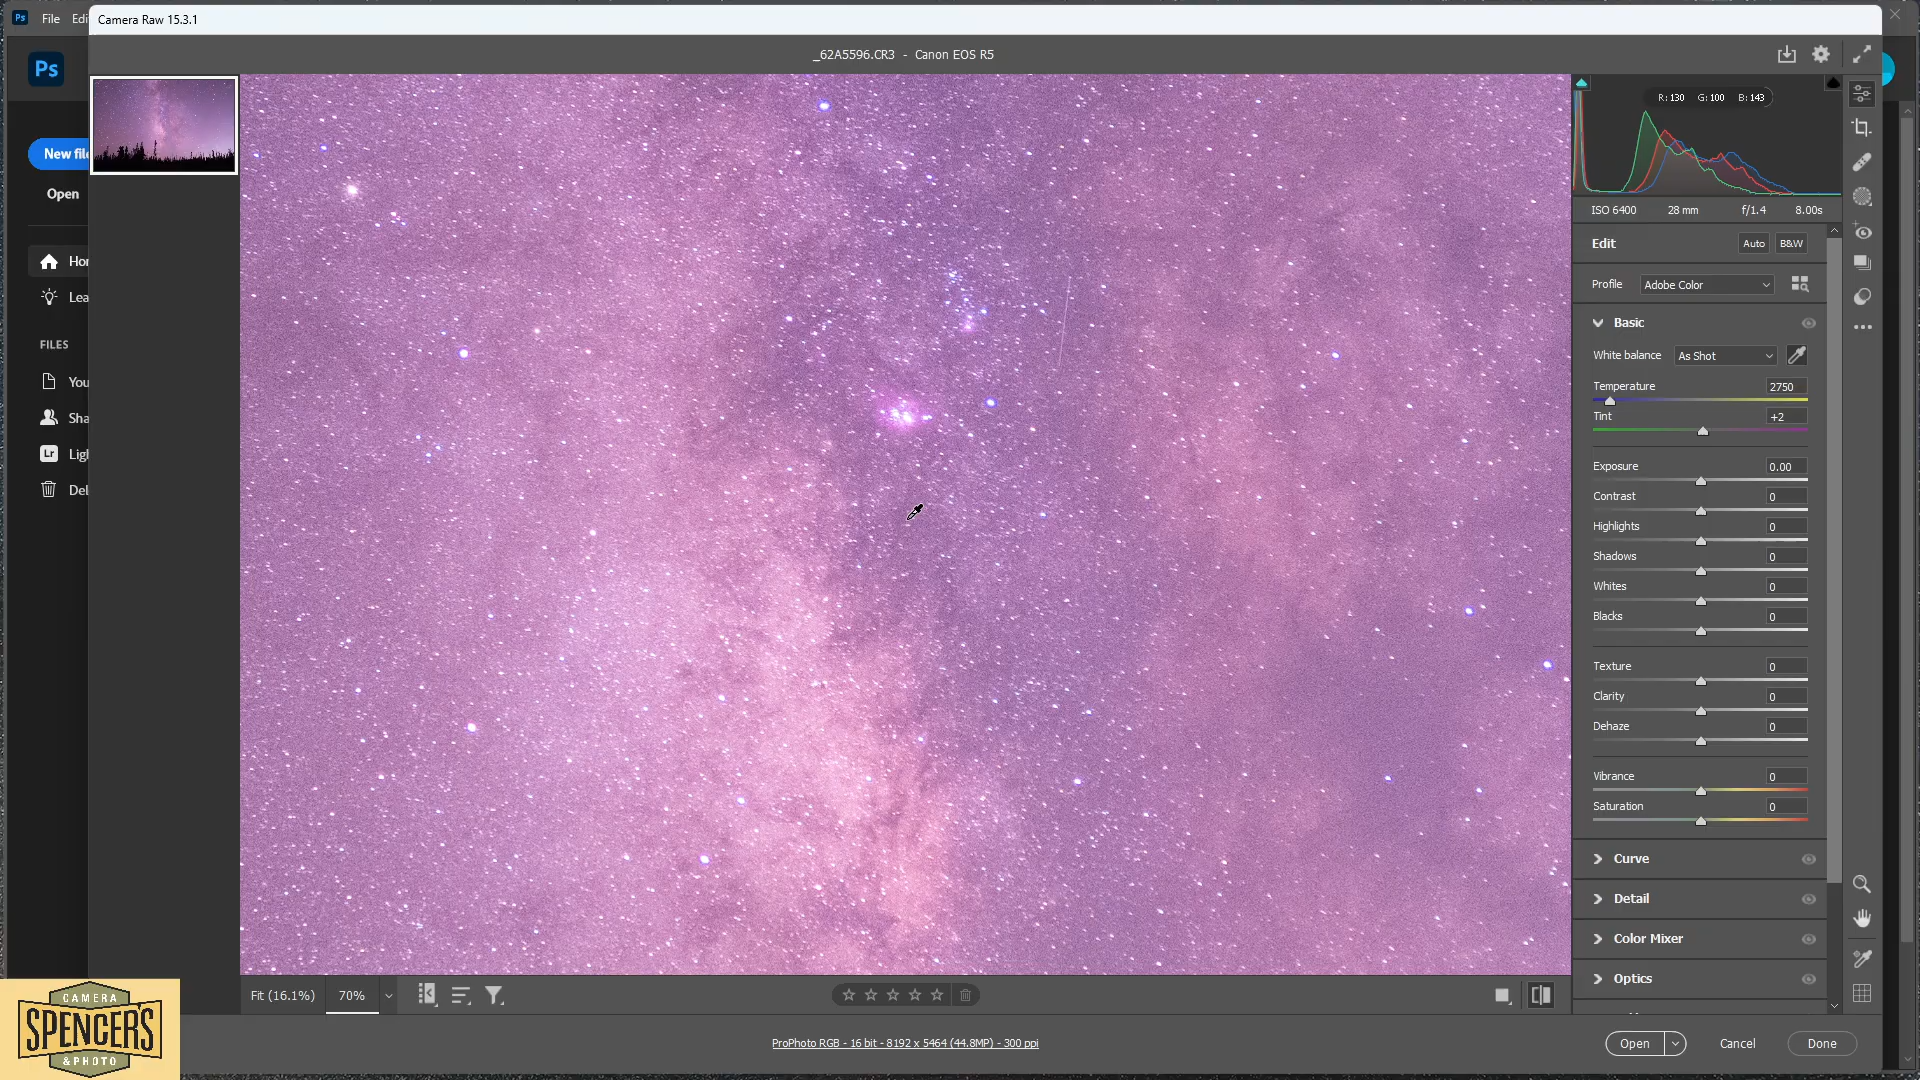 Ps File Edi
Camera Raw 15.3.1
_62A5596.CR3 - Canon EOS R5
Ps
New file
Open
Hor
Lea
FILES
You
Sha
Lr Ligh
Del
R: 130 G: 100 B: 143
ISO 6400 28 mm f/1.4 8.00s
Edit Auto B&W
Profile Adobe Color
Basic
White balance As Shot
Temperature 2750
Tint +2
Exposure 0.00
Contrast 0
Highlights 0
Shadows 0
Whites 0
Blacks 0
Texture 0
Clarity 0
Dehaze 0
Vibrance 0
Saturation 0
Curve
Detail
Color Mixer
Optics
Fit (16.1%) 70%
ProPhoto RGB - 16 bit - 8192 x 5464 (44.8MP) - 300 ppi
Open Cancel Done
CAMERA
SPENCER'S
& PHOTO